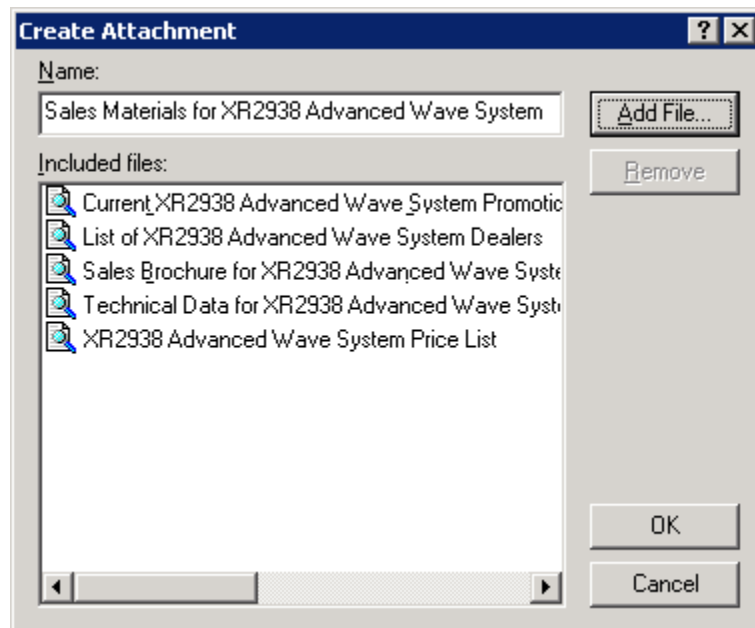 Create Attachment
Name:
Sales Materials for XR2938 Advanced Wave System
Add File...
Included files:
Remove
Current XR2938 Advanced Wave System Promotic
List of XR2938 Advanced Wave System Dealers
Sales Brochure for XR2938 Advanced Wave Syste
Technical Data for XR2938 Advanced Wave Syst
XR2938 Advanced Wave System Price List
OK
Cancel